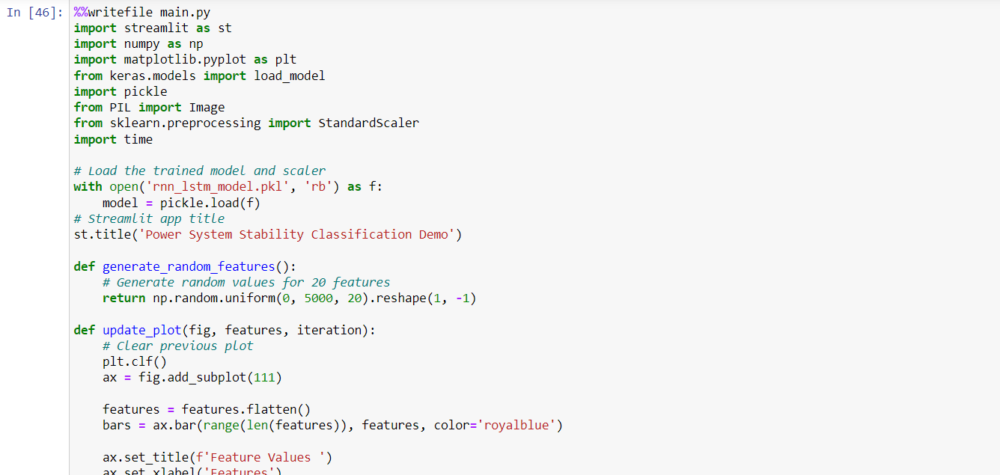 In [46]: %%writefile main.py
import streamlit as st
import numpy as np
import matplotlib.pyplot as plt
from keras.models import load_model
import pickle
from PIL import Image
from sklearn.preprocessing import StandardScaler
import time
# Load the trained model and scaler
with open('rnn_lstm_model.pkl', 'rb') as f:
    model = pickle.load(f)
# Streamlit app title
st.title('Power System Stability Classification Demo')
def generate_random_features():
    # Generate random values for 20 features
    return np.random.uniform(0, 5000, 20).reshape(1, -1)
def update_plot(fig, features, iteration):
    # Clear previous plot
    plt.clf()
    ax = fig.add_subplot(111)
    features = features.flatten()
    bars = ax.bar(range(len(features)), features, color='royalblue')
    ax.set_title(f'Feature Values ')
    ax.set_xlabel('Features')